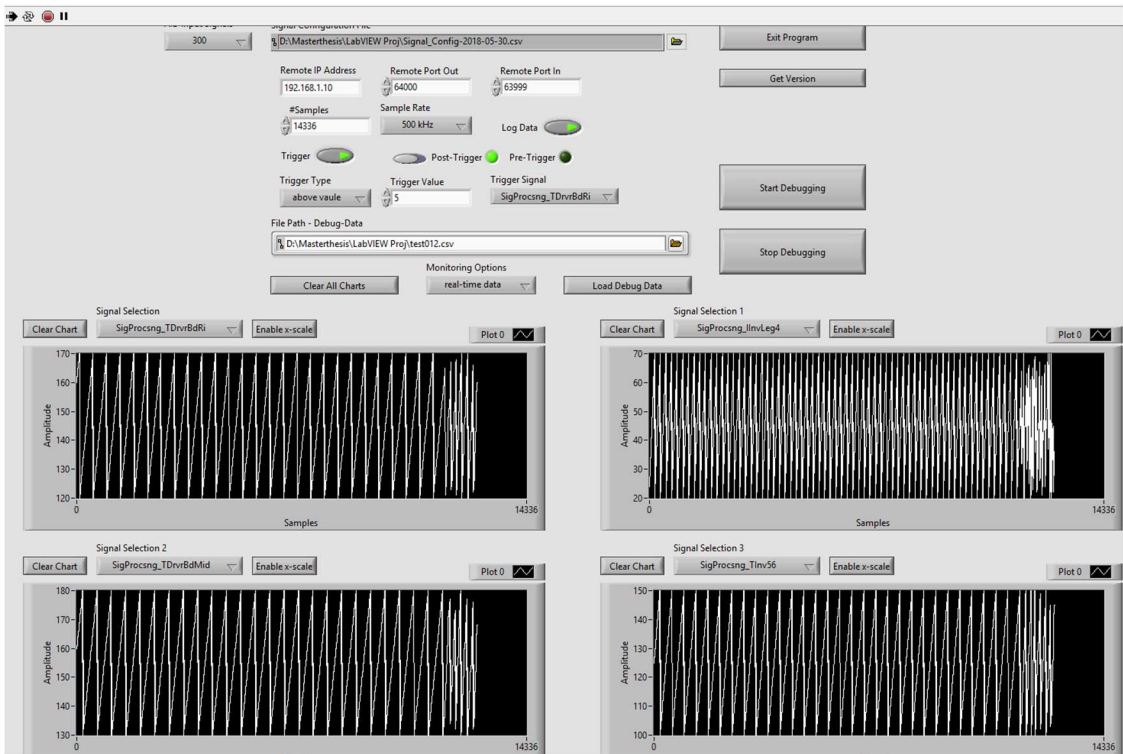 300
D:\Masterthesis\LabVIEW Proj\Signal_Config-2018-05-30.csv
Exit Program
Remote IP Address
Remote Port Out
Remote Port In
192.168.1.10
64000
63999
Get Version
#Samples
Sample Rate
14336
500 kHz
Log Data
Trigger
Post-Trigger
Pre-Trigger
Trigger Type
Trigger Value
Trigger Signal
above vaule
5
SigProcsng_TDrvrBdRi
Start Debugging
File Path - Debug-Data
D:\Masterthesis\LabVIEW Proj\test012.csv
Stop Debugging
Monitoring Options
Clear All Charts
real-time data
Load Debug Data
Signal Selection
Clear Chart
SigProcsng_TDrvrBdRi
Enable x-scale
Plot 0
170
160
150
140
130
120
Amplitude
0
14336
Samples
Signal Selection 1
Clear Chart
SigProcsng_IInvLeg4
Enable x-scale
Plot 0
70
60
50
40
30
20
Amplitude
0
14336
Samples
Signal Selection 2
Clear Chart
SigProcsng_TDrvrBdMid
Enable x-scale
Plot 0
180
170
160
150
140
130
Amplitude
0
14336
Signal Selection 3
Clear Chart
SigProcsng_TInv56
Enable x-scale
Plot 0
150
140
130
120
110
100
Amplitude
0
14336